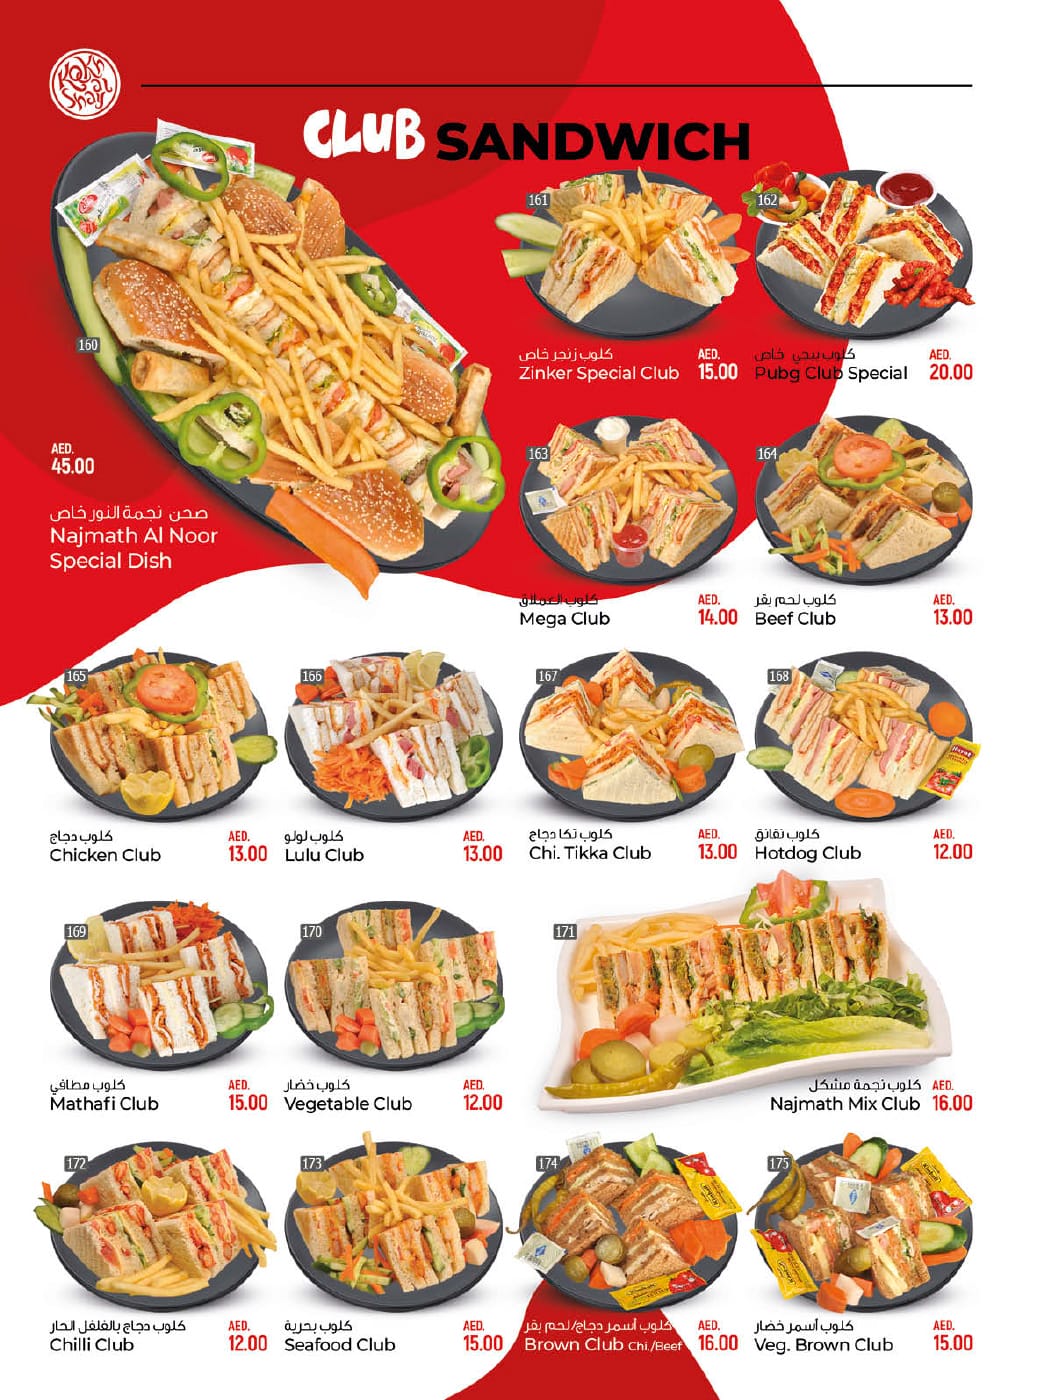 CLUB SANDWICH
160
AED.
45.00
صحن نجمة النور خاص
Najmath Al Noor
Special Dish
161
كلوب زنجر خاص
Zinker Special Club
AED.
15.00
162
كلوب ببجي خاص
Pubg Club Special
AED.
20.00
163
كلوب العملاق
Mega Club
AED.
14.00
164
كلوب لحم بقر
Beef Club
AED.
13.00
165
كلوب دجاج
Chicken Club
AED.
13.00
166
كلوب لولو
Lulu Club
AED.
13.00
167
كلوب تكا دجاج
Chi. Tikka Club
AED.
13.00
168
كلوب نقانق
Hotdog Club
AED.
12.00
169
كلوب مطافي
Mathafi Club
AED.
15.00
170
كلوب خضار
Vegetable Club
AED.
12.00
171
كلوب نجمة مشكل
Najmath Mix Club
AED.
16.00
172
كلوب دجاج بالفلفل الحار
Chilli Club
AED.
12.00
173
كلوب بحرية
Seafood Club
AED.
15.00
174
كلوب أسمر دجاج/لحم بقر
Brown Club Chi./Beef
AED.
16.00
175
كلوب أسمر خضار
Veg. Brown Club
AED.
15.00